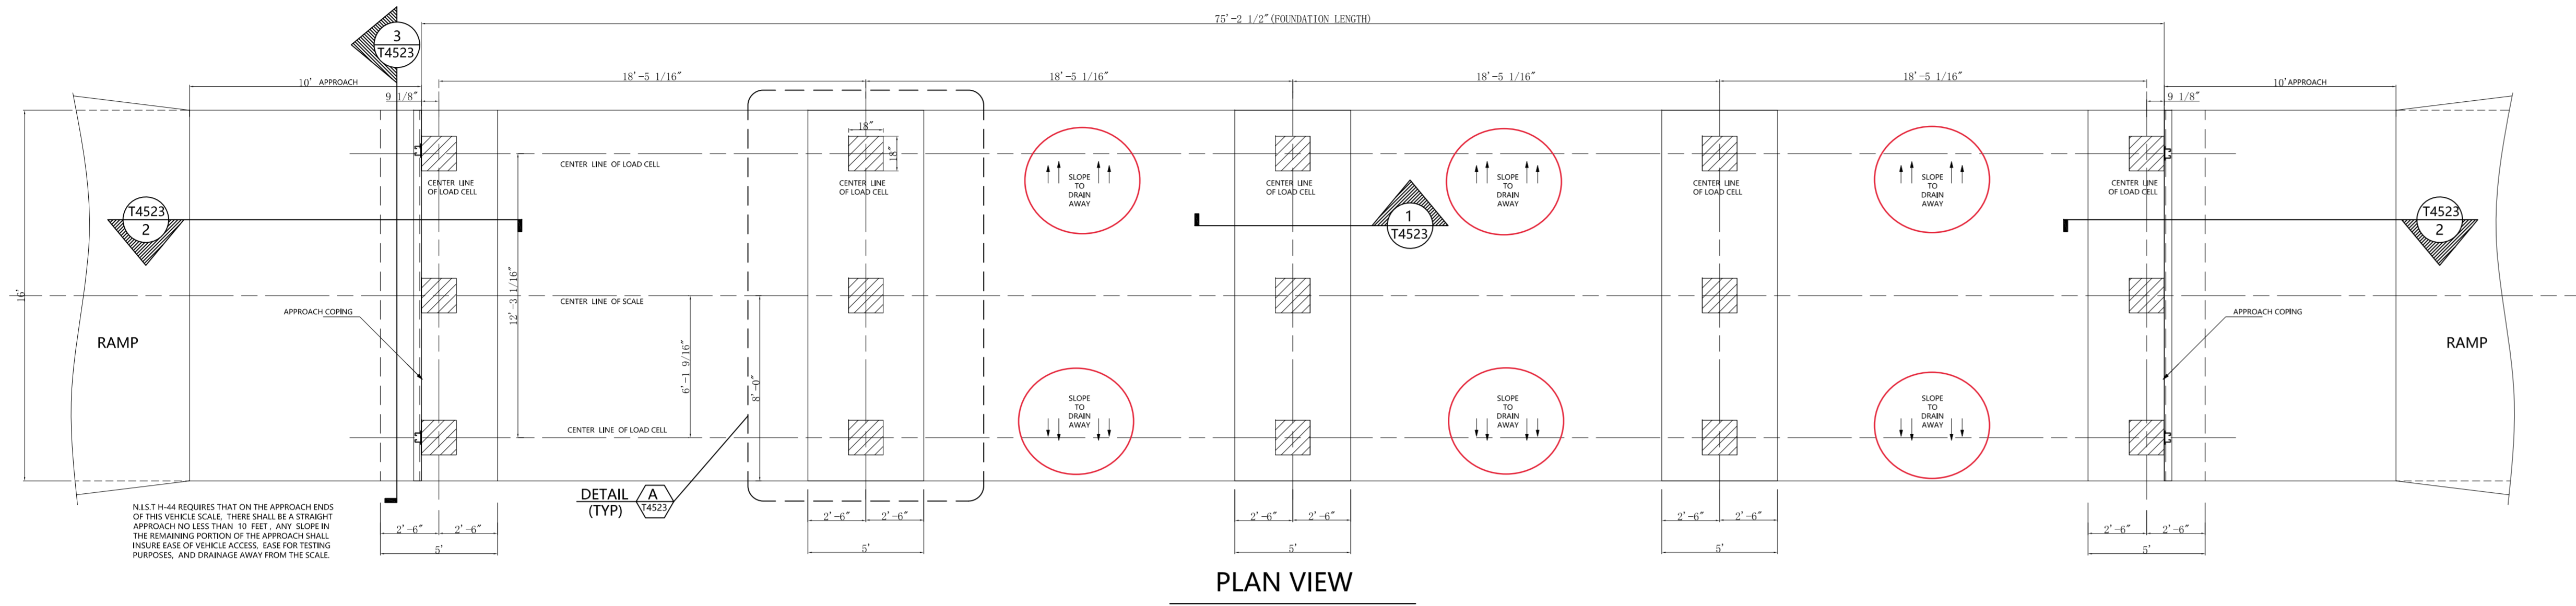 75'-2 1/2"(FOUNDATION LENGTH)
3
T4523
18'-5 1/16"
18'-5 1/16"
18'-5 1/16"
18'-5 1/16"
10' APPROACH
10' APPROACH
9 1/8"
9 1/8"
18"
18"
CENTER LINE OF LOAD CELL
CENTER LINE
OF LOAD CELL
CENTER LINE
OF LOAD CELL
SLOPE
TO
DRAIN
AWAY
CENTER LINE
OF LOAD CELL
SLOPE
TO
DRAIN
AWAY
CENTER LINE
OF LOAD CELL
SLOPE
TO
DRAIN
AWAY
CENTER LINE
OF LOAD CELL
T4523
2
1
T4523
T4523
2
16'
12'-3 1/16"
CENTER LINE OF SCALE
APPROACH COPING
APPROACH COPING
RAMP
RAMP
6'-1 9/16"
8'-0"
CENTER LINE OF LOAD CELL
SLOPE
TO
DRAIN
AWAY
SLOPE
TO
DRAIN
AWAY
SLOPE
TO
DRAIN
AWAY
DETAIL
(TYP)
A
T4523
N.I.S.T H-44 REQUIRES THAT ON THE APPROACH ENDS
OF THIS VEHICLE SCALE, THERE SHALL BE A STRAIGHT
APPROACH NO LESS THAN 10 FEET, ANY SLOPE IN
THE REMAINING PORTION OF THE APPROACH SHALL
INSURE EASE OF VEHICLE ACCESS, EASE FOR TESTING
PURPOSES, AND DRAINAGE AWAY FROM THE SCALE.
2'-6" 2'-6"
5'
2'-6" 2'-6"
5'
2'-6" 2'-6"
5'
2'-6" 2'-6"
5'
2'-6" 2'-6"
5'
PLAN VIEW